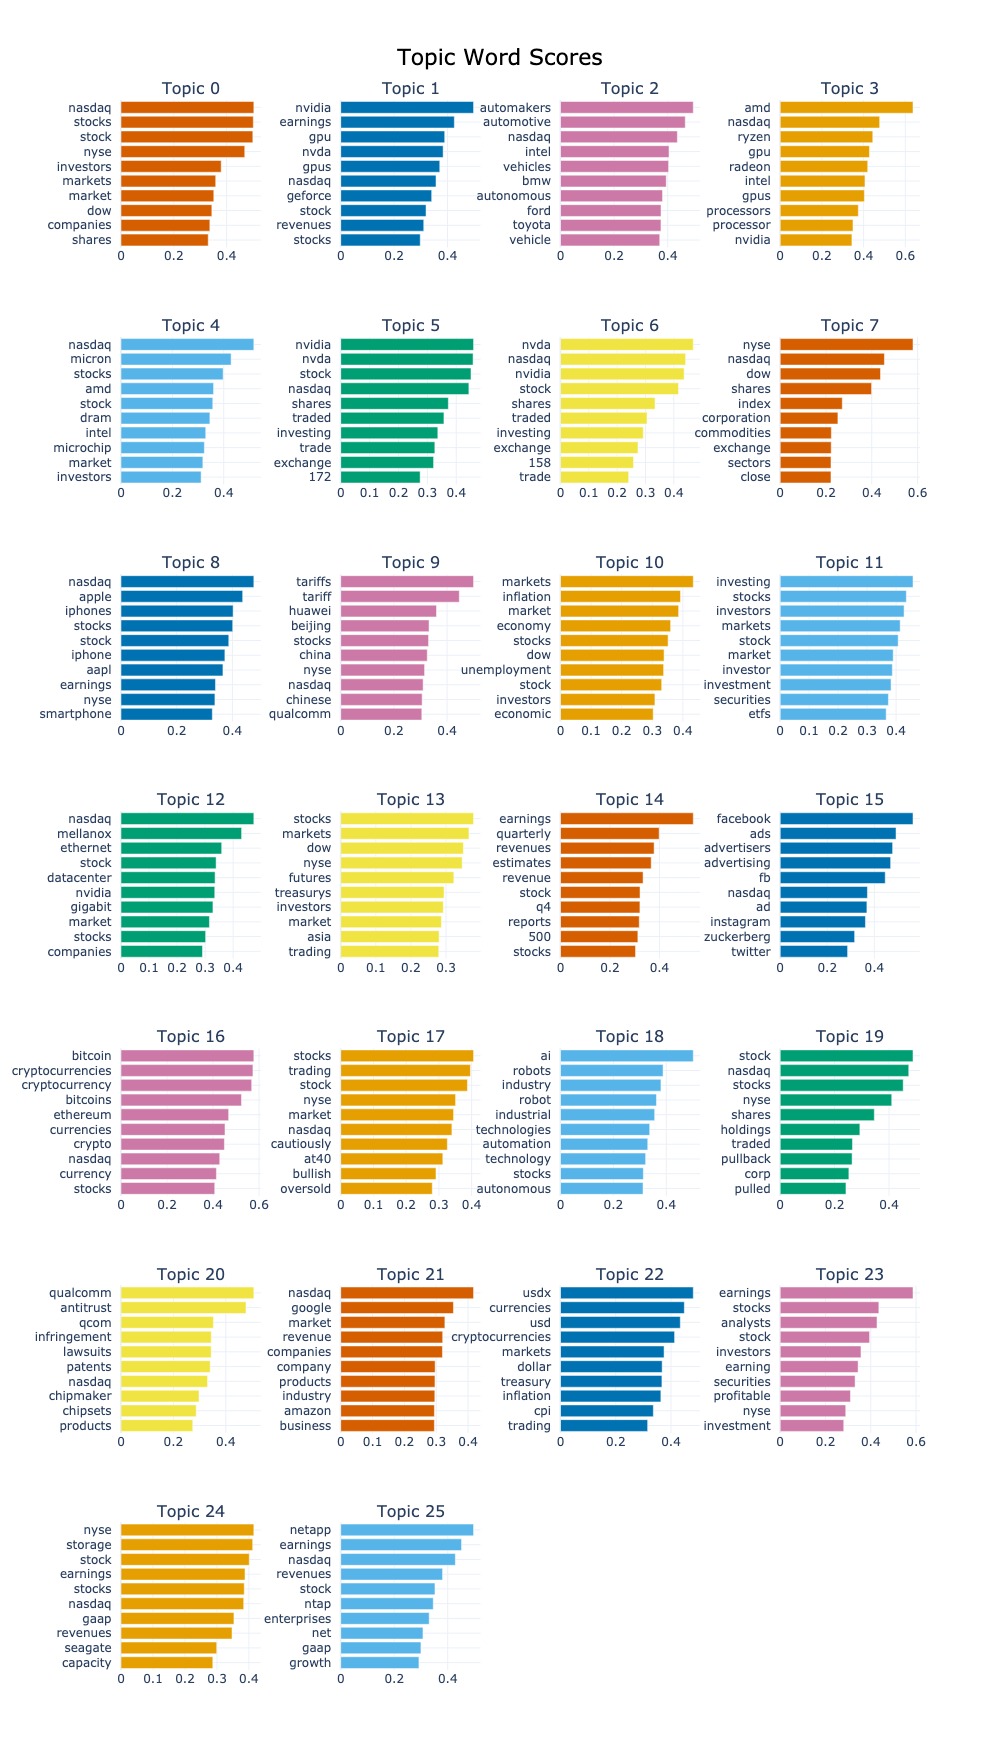 Topic Word Scores
Topic 0
nasdaq
stocks
stock
nyse
investors
markets
market
dow
companies
shares
0 0.2 0.4
Topic 1
nvidia
earnings
gpu
nvda
gpus
nasdaq
geforce
stock
revenues
stocks
0 0.2 0.4
Topic 2
automakers
automotive
nasdaq
intel
vehicles
bmw
autonomous
ford
toyota
vehicle
0 0.2 0.4
Topic 3
amd
nasdaq
ryzen
gpu
radeon
intel
gpus
processors
processor
nvidia
0 0.2 0.4 0.6
Topic 4
nasdaq
micron
stocks
amd
stock
dram
intel
microchip
market
investors
0 0.2 0.4
Topic 5
nvidia
nvda
stock
nasdaq
shares
traded
investing
trade
exchange
172
0 0.1 0.2 0.3 0.4
Topic 6
nvda
nasdaq
nvidia
stock
shares
traded
investing
exchange
158
trade
0 0.1 0.2 0.3 0.4
Topic 7
nyse
nasdaq
dow
shares
index
corporation
commodities
exchange
sectors
close
0 0.2 0.4 0.6
Topic 8
nasdaq
apple
iphones
stocks
stock
iphone
aapl
earnings
nyse
smartphone
0 0.2 0.4
Topic 9
tariffs
tariff
huawei
beijing
stocks
china
nyse
nasdaq
chinese
qualcomm
0 0.2 0.4
Topic 10
markets
inflation
market
economy
stocks
dow
unemployment
stock
investors
economic
0 0.1 0.2 0.3 0.4
Topic 11
investing
stocks
investors
markets
stock
market
investor
investment
securities
etfs
0 0.1 0.2 0.3 0.4
Topic 12
nasdaq
mellanox
ethernet
stock
datacenter
nvidia
gigabit
market
stocks
companies
0 0.1 0.2 0.3 0.4
Topic 13
stocks
markets
dow
nyse
futures
treasurys
investors
market
asia
trading
0 0.1 0.2 0.3
Topic 14
earnings
quarterly
revenues
estimates
revenue
stock
q4
reports
500
stocks
0 0.2 0.4
Topic 15
facebook
ads
advertisers
advertising
fb
nasdaq
ad
instagram
zuckerberg
twitter
0 0.2 0.4
Topic 16
bitcoin
cryptocurrencies
cryptocurrency
bitcoins
ethereum
currencies
crypto
nasdaq
currency
stocks
0 0.2 0.4 0.6
Topic 17
stocks
trading
stock
nyse
market
nasdaq
cautiously
at40
bullish
oversold
0 0.1 0.2 0.3 0.4
Topic 18
ai
robots
industry
robot
industrial
technologies
automation
technology
stocks
autonomous
0 0.2 0.4
Topic 19
stock
nasdaq
stocks
nyse
shares
holdings
traded
pullback
corp
pulled
0 0.2 0.4
Topic 20
qualcomm
antitrust
qcom
infringement
lawsuits
patents
nasdaq
chipmaker
chipsets
products
0 0.2 0.4
Topic 21
nasdaq
google
market
revenue
companies
company
products
industry
amazon
business
0 0.1 0.2 0.3 0.4
Topic 22
usdx
currencies
usd
cryptocurrencies
markets
dollar
treasury
inflation
cpi
trading
0 0.2 0.4
Topic 23
earnings
stocks
analysts
stock
investors
earning
securities
profitable
nyse
investment
0 0.2 0.4 0.6
Topic 24
nyse
storage
stock
earnings
stocks
nasdaq
gaap
revenues
seagate
capacity
0 0.1 0.2 0.3 0.4
Topic 25
netapp
earnings
nasdaq
revenues
stock
ntap
enterprises
net
gaap
growth
0 0.2 0.4